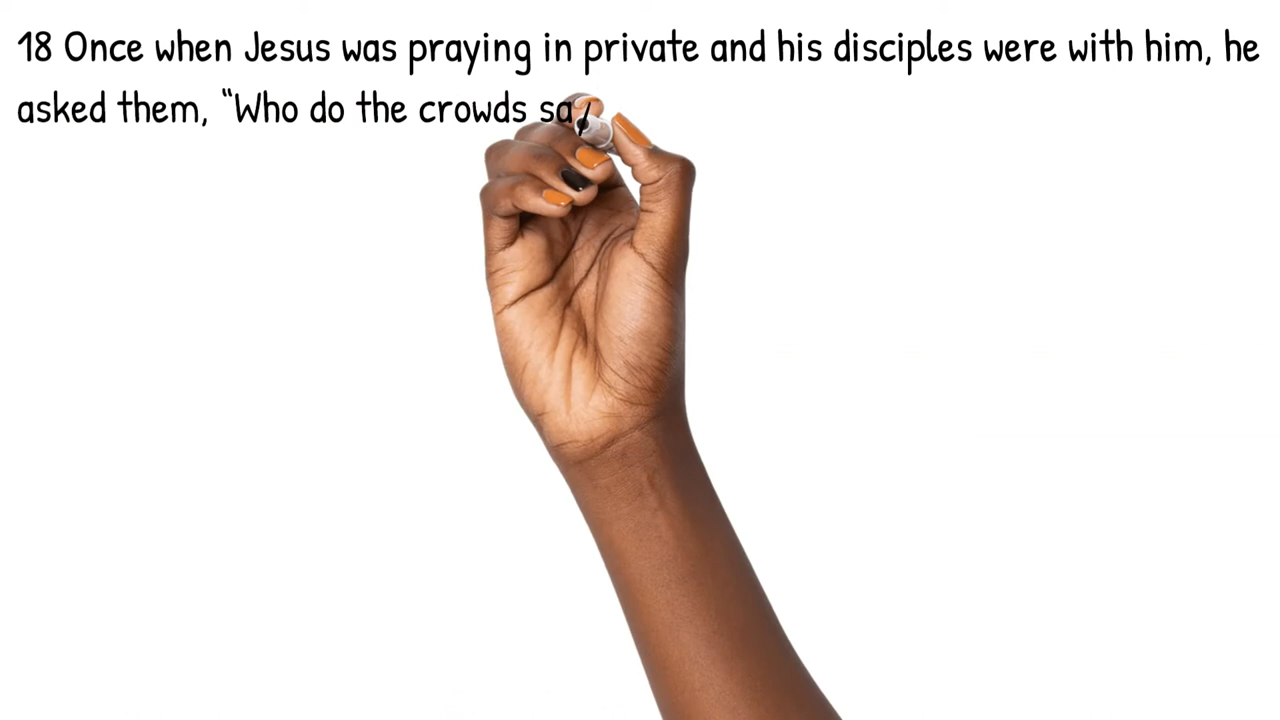 18 Once when Jesus was praying in private and his disciples were with him, he
asked them, “Who do the crowds sa